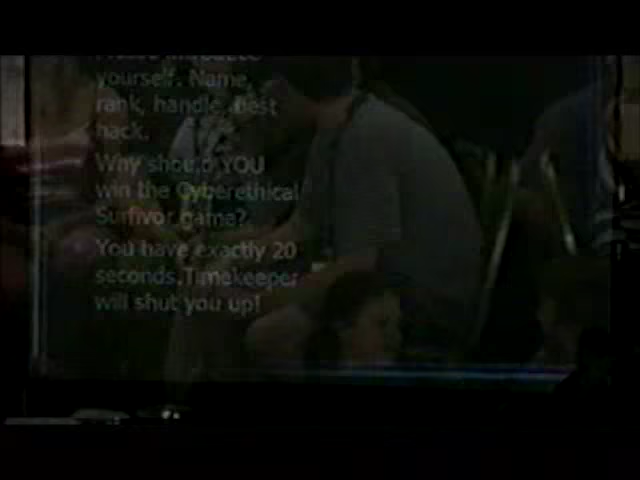 yourself. Name,
rank, handle, best
hack.
Why should YOU
win the Cyberethical
Surfivor game?
You have exactly 20
seconds.Timekeeper
will shut you up!